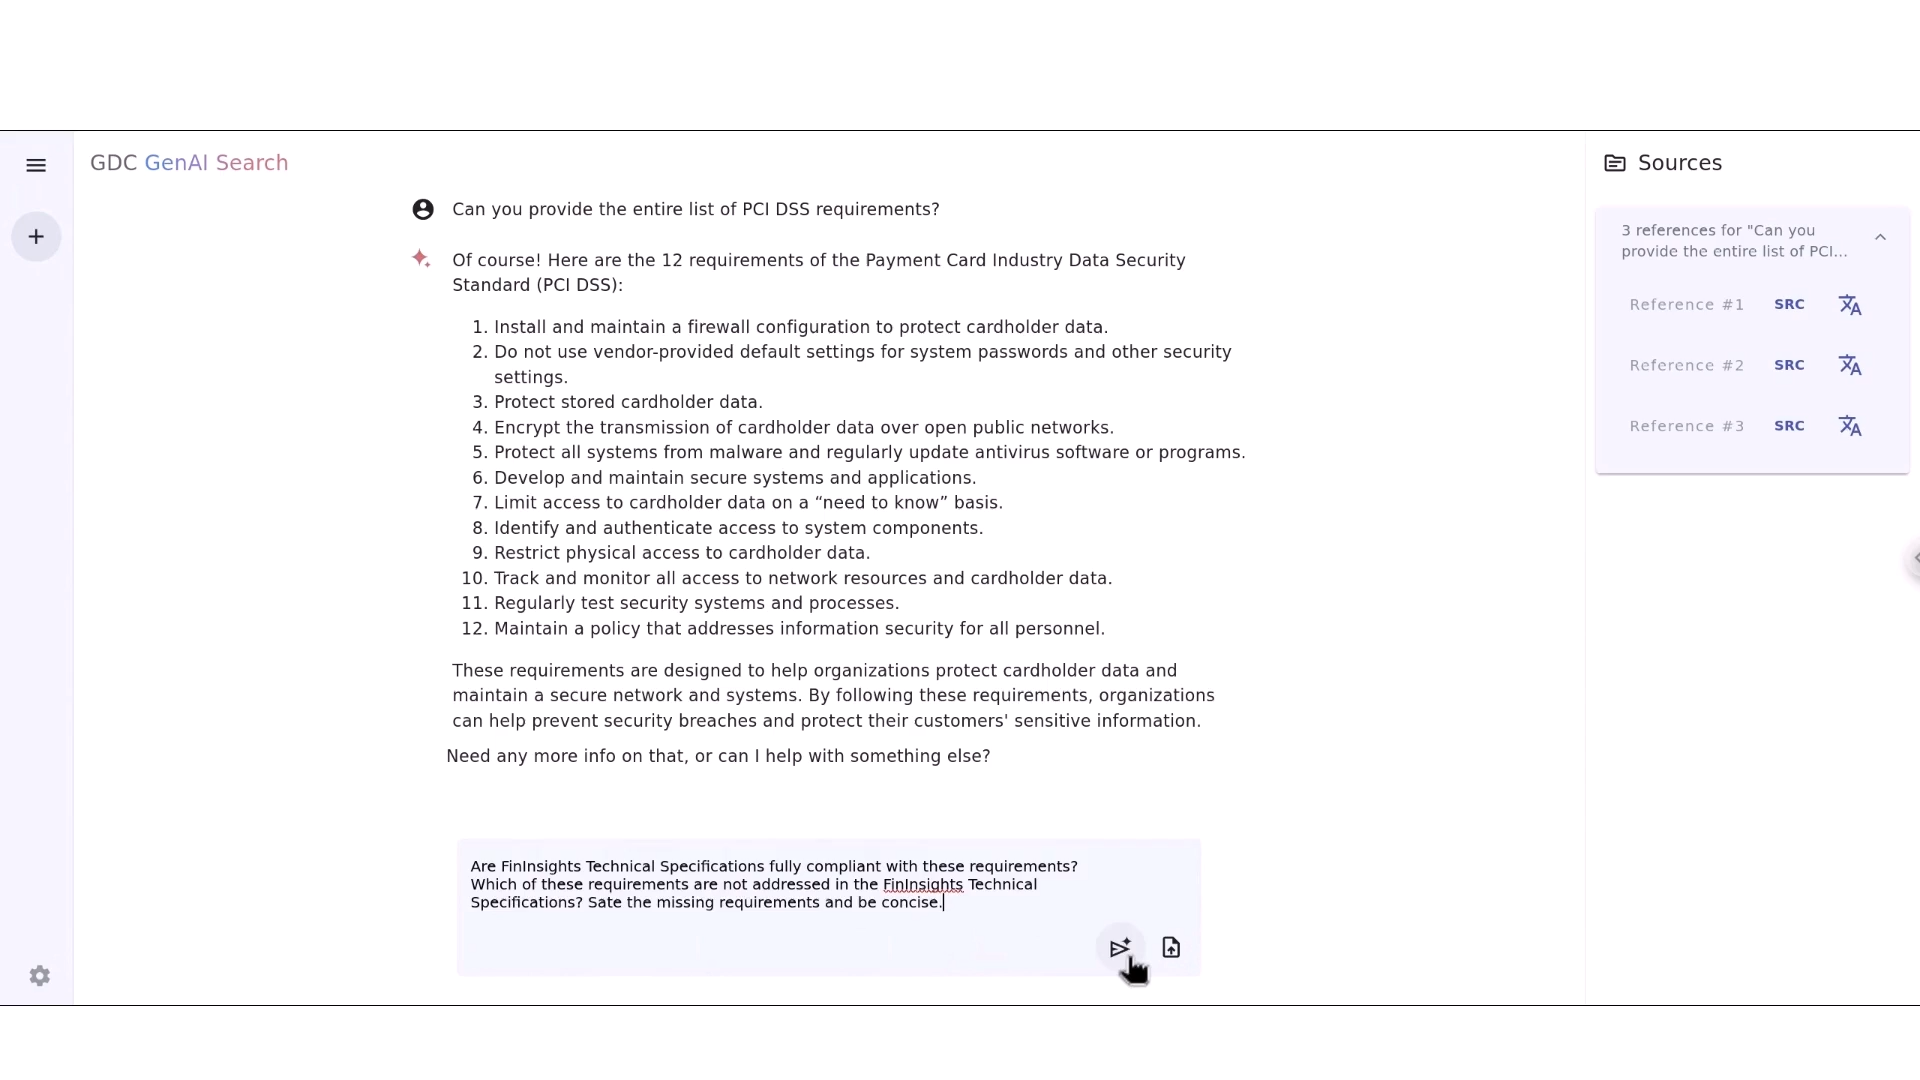 GDC GenAI Search
Can you provide the entire list of PCI DSS requirements?
Of course! Here are the 12 requirements of the Payment Card Industry Data Security
Standard (PCI DSS):
1. Install and maintain a firewall configuration to protect cardholder data.
2. Do not use vendor-provided default settings for system passwords and other security
settings.
3. Protect stored cardholder data.
4. Encrypt the transmission of cardholder data over open public networks.
5. Protect all systems from malware and regularly update antivirus software or programs.
6. Develop and maintain secure systems and applications.
7. Limit access to cardholder data on a “need to know” basis.
8. Identify and authenticate access to system components.
9. Restrict physical access to cardholder data.
10. Track and monitor all access to network resources and cardholder data.
11. Regularly test security systems and processes.
12. Maintain a policy that addresses information security for all personnel.
These requirements are designed to help organizations protect cardholder data and
maintain a secure network and systems. By following these requirements, organizations
can help prevent security breaches and protect their customers' sensitive information.
Need any more info on that, or can I help with something else?
Are FinInsights Technical Specifications fully compliant with these requirements?
Which of these requirements are not addressed in the FinInsights Technical
Specifications? Sate the missing requirements and be concise.
Sources
3 references for "Can you
provide the entire list of PCI...
Reference #1 SRC
Reference #2 SRC
Reference #3 SRC